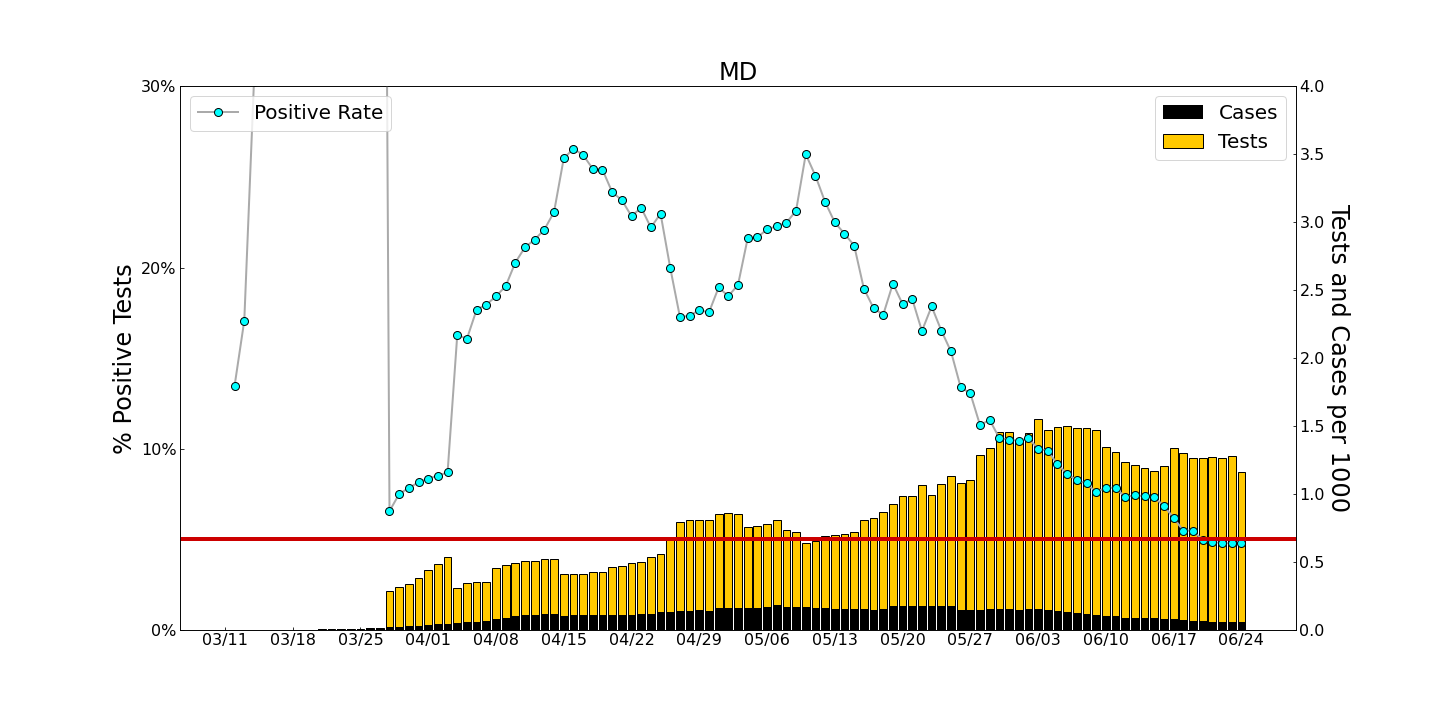 MD
Positive Rate
Cases
Tests
% Positive Tests
30%
20%
10%
0%
Tests and Cases per 1000
4.0
3.5
3.0
2.5
2.0
1.5
1.0
0.5
0.0
03/11 03/18 03/25 04/01 04/08 04/15 04/22 04/29 05/06 05/13 05/20 05/27 06/03 06/10 06/17 06/24